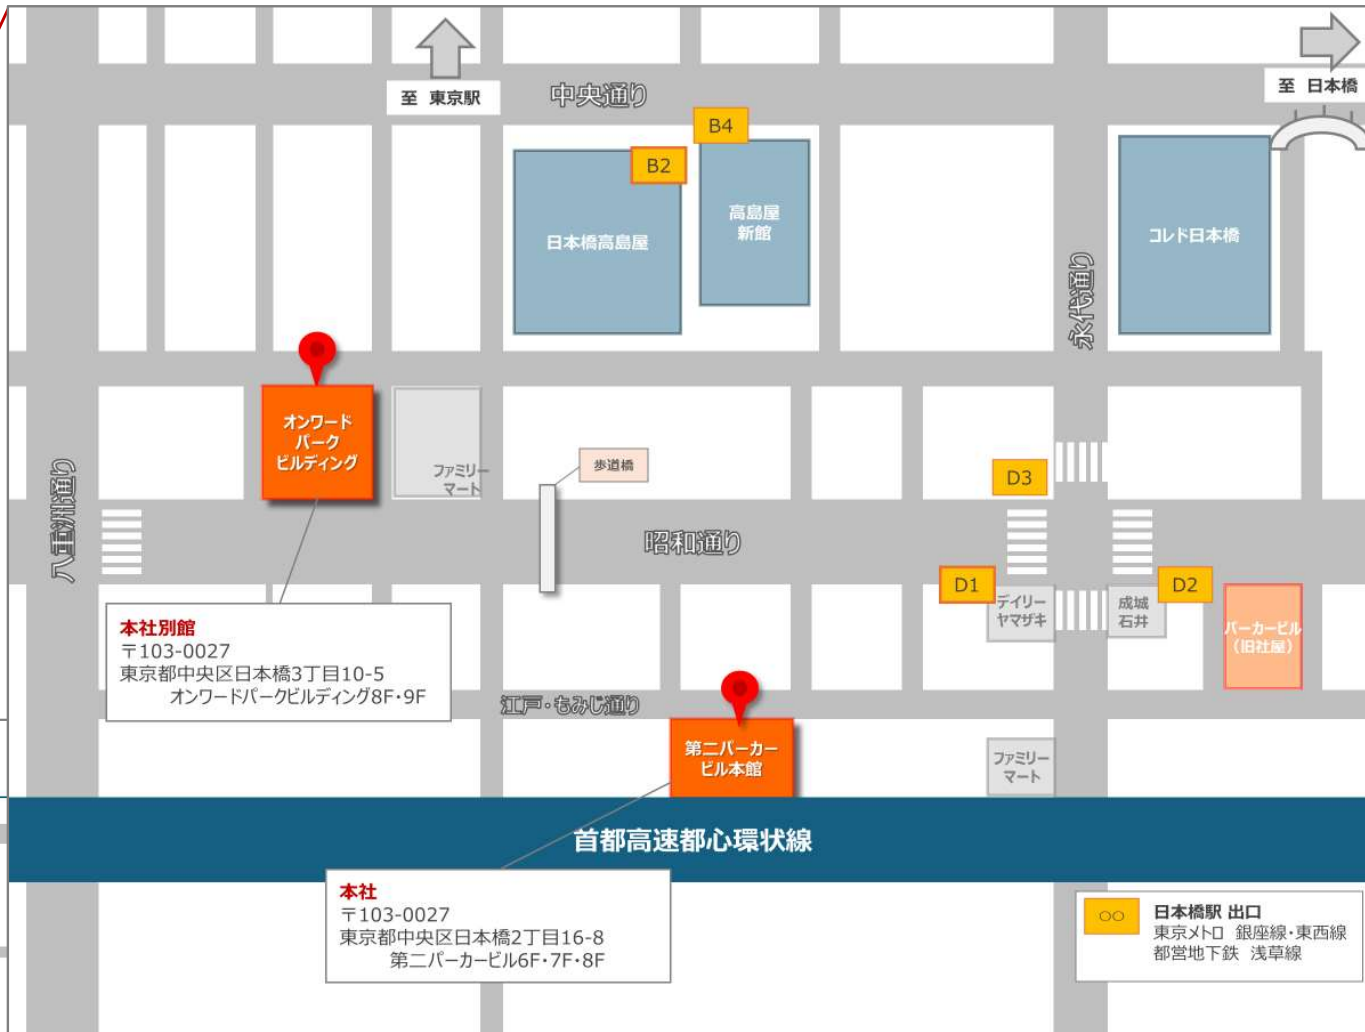 至 東京駅
中央通り
至 日本橋
B4
B2
日本橋高島屋
高島屋
新館
コレド日本橋
永代通り
オンワード
パーク
ビルディング
ファミリー
マート
歩道橋
D3
八重洲通り
昭和通り
D1
デイリー
ヤマザキ
成城
石井
D2
パーカービル
（旧社屋）
本社別館
〒103-0027
東京都中央区日本橋3丁目10-5
オンワードパークビルディング8F・9F
江戸・もみじ通り
第二パーカー
ビル本館
ファミリー
マート
首都高速都心環状線
本社
〒103-0027
東京都中央区日本橋2丁目16-8
第二パーカービル6F・7F・8F
○○
日本橋駅 出口
東京メトロ 銀座線・東西線
都営地下鉄 浅草線